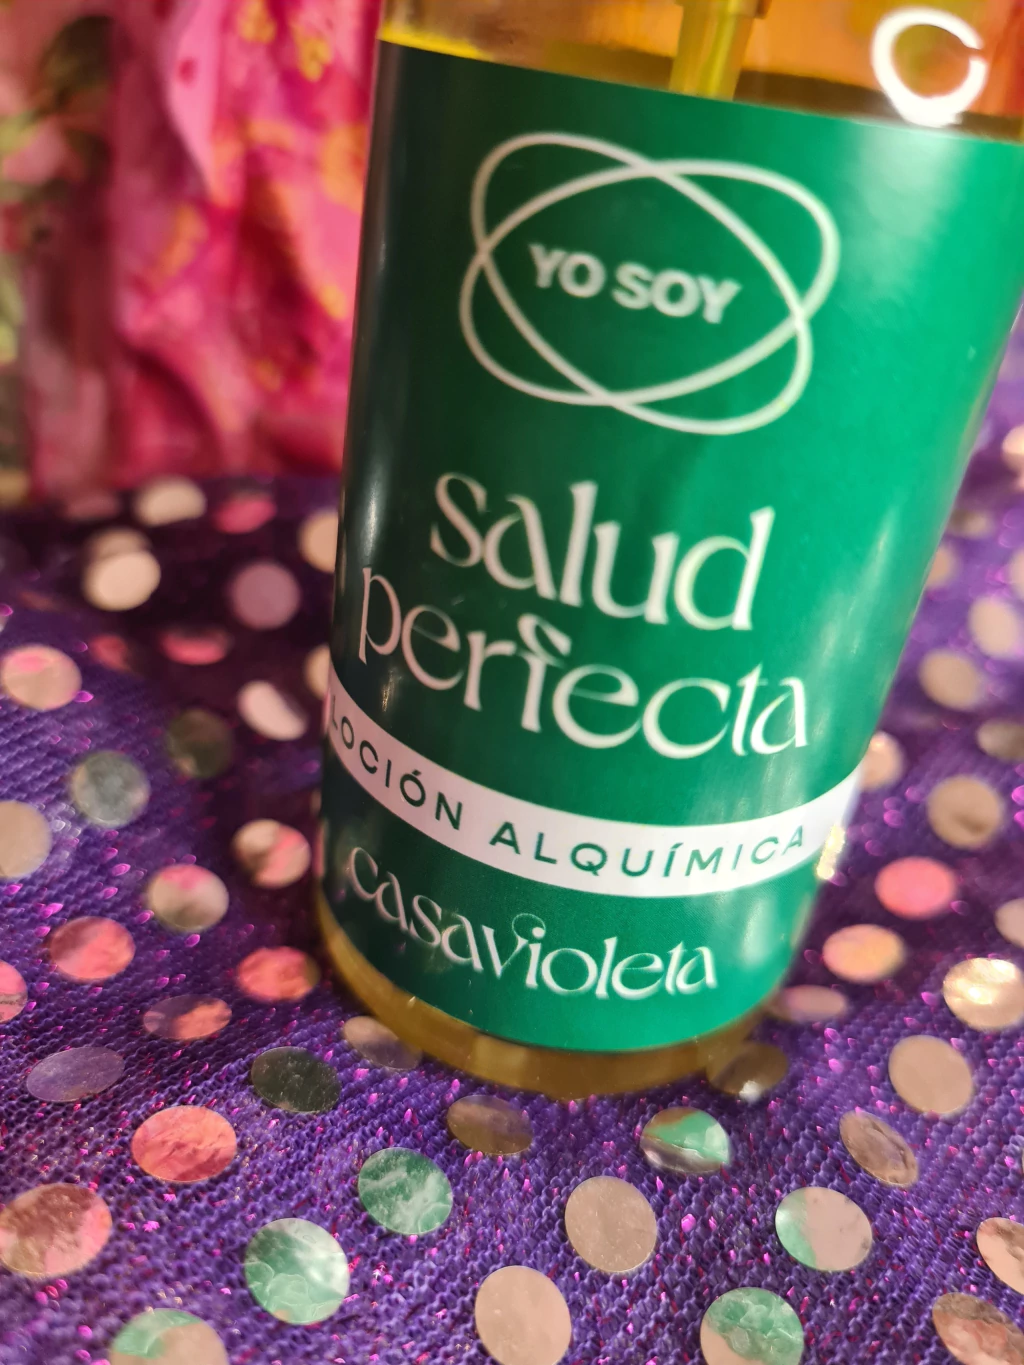 YO SOY
salud
perfecta
LOCIÓN ALQUÍMICA
casavioleta